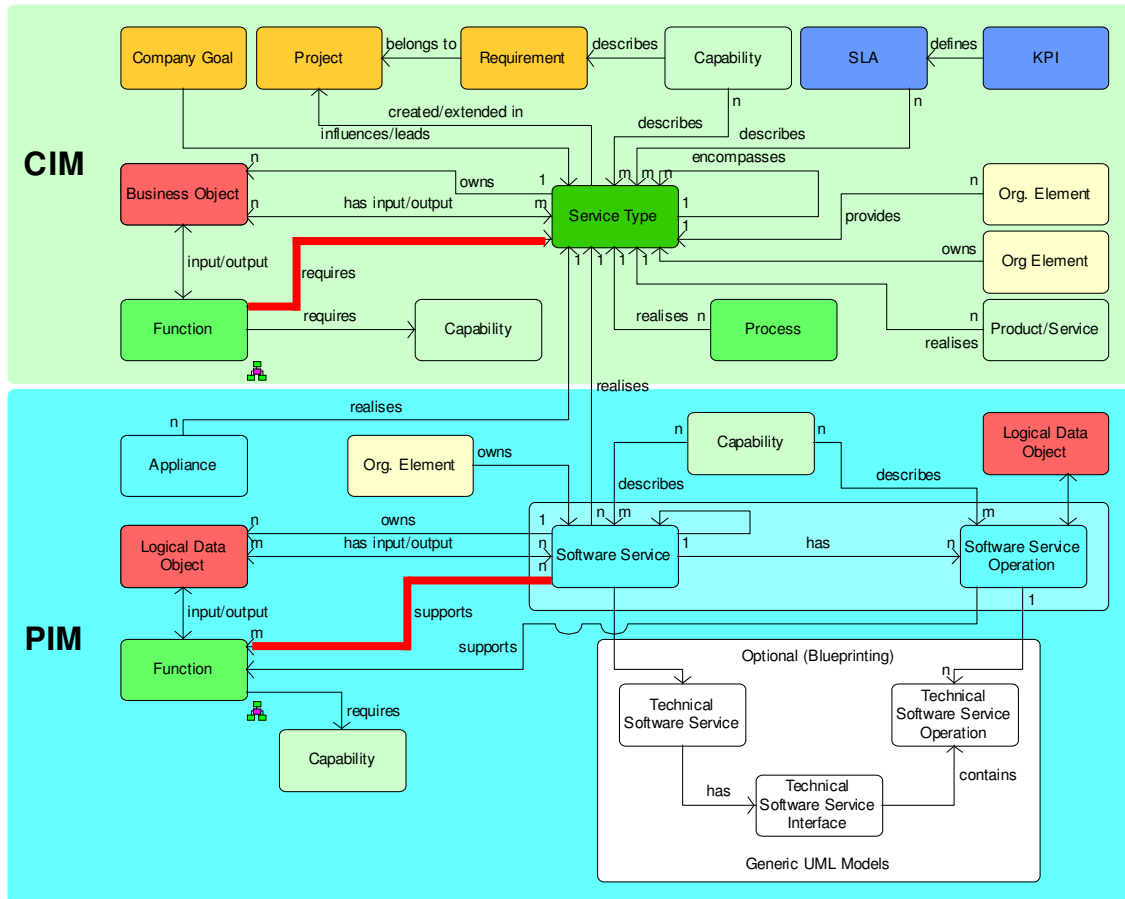 Company Goal
Project
belongs to
Requirement
describes
Capability
SLA
defines
KPI
n
n
created/extended in
influences/leads
describes
describes
encompasses
CIM
n
Business Object
owns
1
m
m
n
n
Org. Element
n
has input/output
m
Service Type
1
provides
1
input/output
requires
1
1
1
1
owns
Org Element
Function
requires
Capability
realises
n
Process
n
Product/Service
realises
realises
realises
n
Appliance
Org. Element
owns
n
Capability
n
Logical Data
Object
describes
describes
n
owns
1
n
m
m
m
has input/output
n
Logical Data
Object
Software Service
1
has
n
Software Service
Operation
n
input/output
supports
1
PIM
m
supports
Function
Optional (Blueprinting)
n
requires
Technical
Software Service
Technical
Software Service
Operation
Capability
has
Technical
Software Service
Interface
contains
Generic UML Models